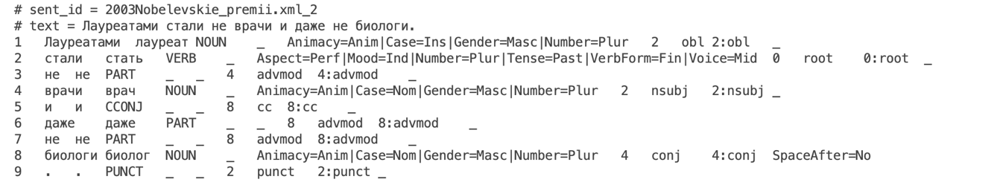 # sent_id = 2003Nobelevskie_premii.xml_2
# text = Лауреатами стали не врачи и даже не биологи.
1 Лауреатами лауреат NOUN _ Animacy=Anim|Case=Ins|Gender=Masc|Number=Plur 2 obl 2:obl _
2 стали стать VERB _ Aspect=Perf|Mood=Ind|Number=Plur|Tense=Past|VerbForm=Fin|Voice=Mid 0 root 0:root _
3 не не PART _ _ 4 advmod 4:advmod _
4 врачи врач NOUN _ Animacy=Anim|Case=Nom|Gender=Masc|Number=Plur 2 nsubj 2:nsubj _
5 и и CCONJ _ _ 8 cc 8:cc _
6 даже даже PART _ _ 8 advmod 8:advmod _
7 не не PART _ _ 8 advmod 8:advmod _
8 биологи биолог NOUN _ Animacy=Anim|Case=Nom|Gender=Masc|Number=Plur 4 conj 4:conj SpaceAfter=No
9 . . PUNCT _ _ 2 punct 2:punct _